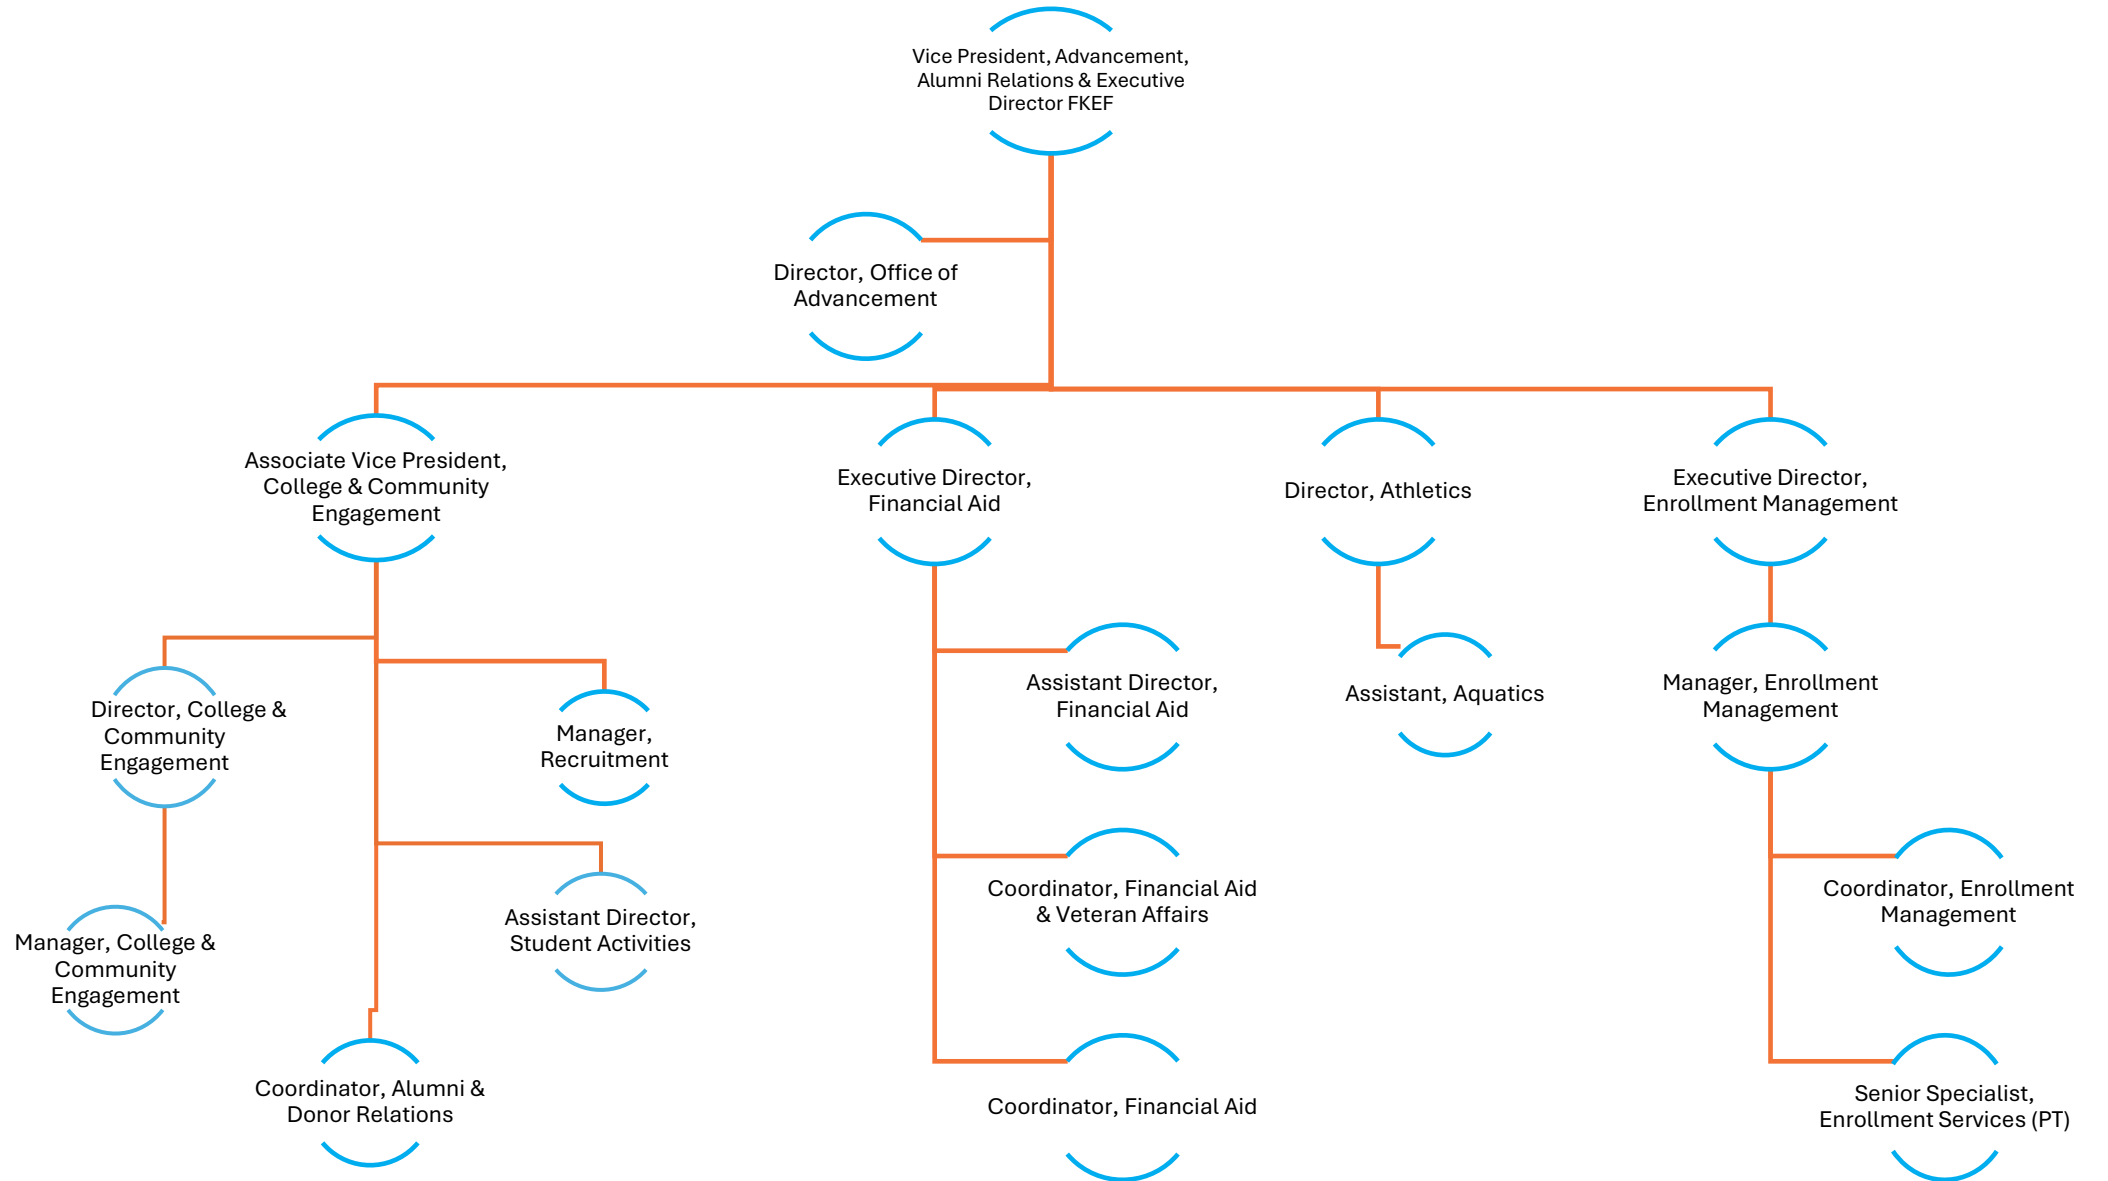 Vice President, Advancement,
Alumni Relations & Executive
Director FKEF
Director, Office of
Advancement
Associate Vice President,
College & Community
Engagement
Executive Director,
Financial Aid
Director, Athletics
Executive Director,
Enrollment Management
Director, College &
Community
Engagement
Manager,
Recruitment
Assistant Director,
Financial Aid
Assistant, Aquatics
Manager, Enrollment
Management
Manager, College &
Community
Engagement
Assistant Director,
Student Activities
Coordinator, Financial Aid
& Veteran Affairs
Coordinator, Enrollment
Management
Coordinator, Alumni &
Donor Relations
Coordinator, Financial Aid
Senior Specialist,
Enrollment Services (PT)